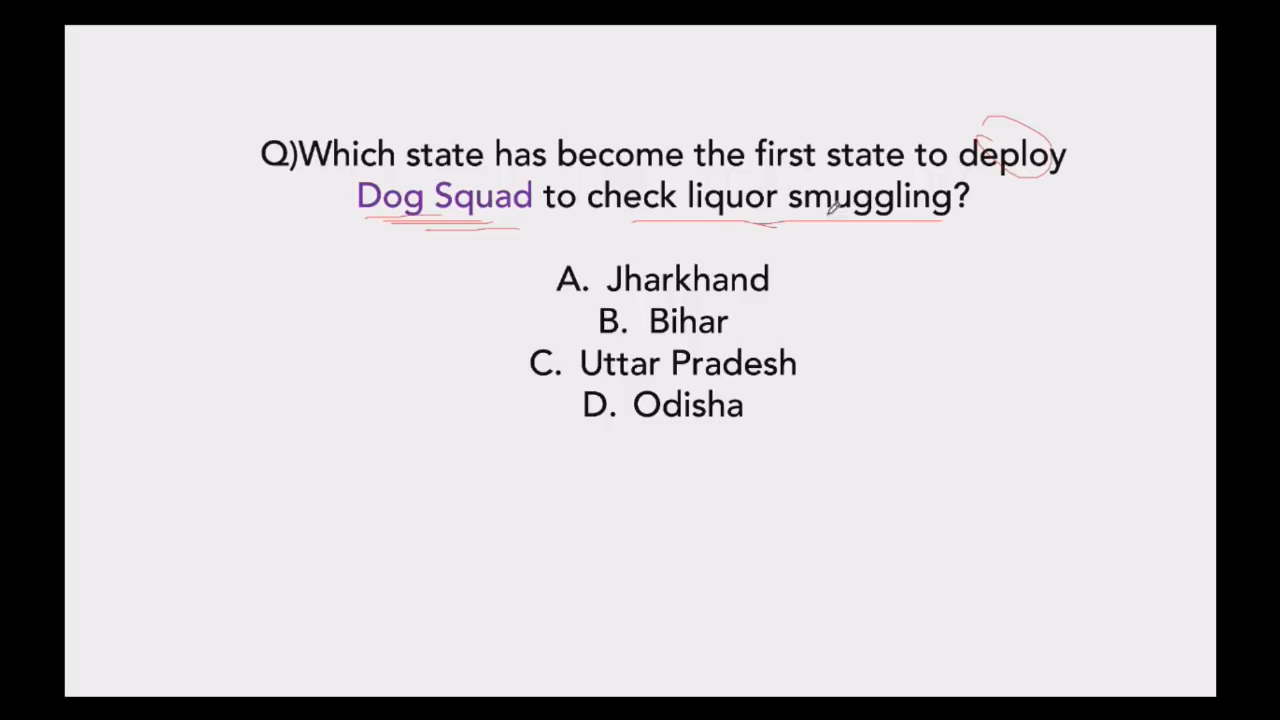 Q)Which state has become the first state to deploy
Dog Squad to check liquor smuggling?
A. Jharkhand
B. Bihar
C. Uttar Pradesh
D. Odisha